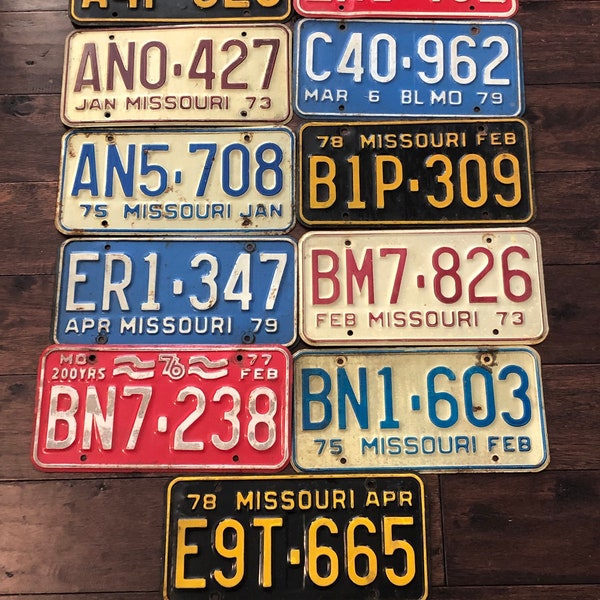 ANO·427
JAN MISSOURI 73
C40·962
MAR 6 BL MO 79
AN5·708
75 MISSOURI JAN
78 MISSOURI FEB
B1P·309
ER1·347
APR MISSOURI 79
BM7·826
FEB MISSOURI 73
MO 76 77
200YRS FEB
BN7·238
BN1·603
75 MISSOURI FEB
78 MISSOURI APR
E9T·665